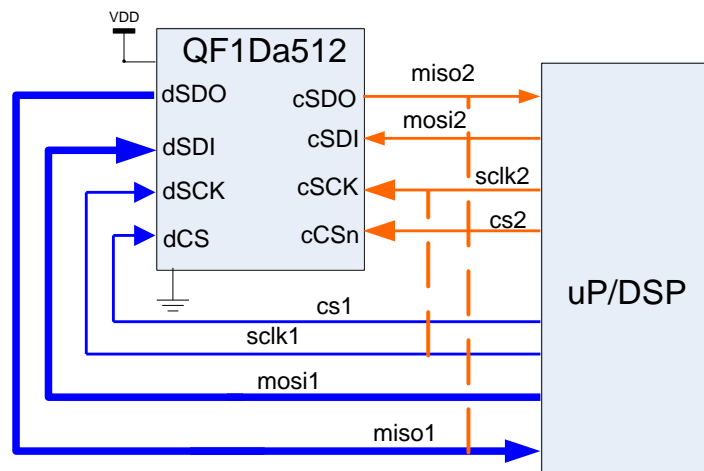 VDD
QF1Da512
dSDO
dSDI
dSCK
dCS
cSDO
cSDI
cSCK
cCSn
miso2
mosi2
sclk2
cs2
uP/DSP
cs1
sclk1
mosi1
miso1